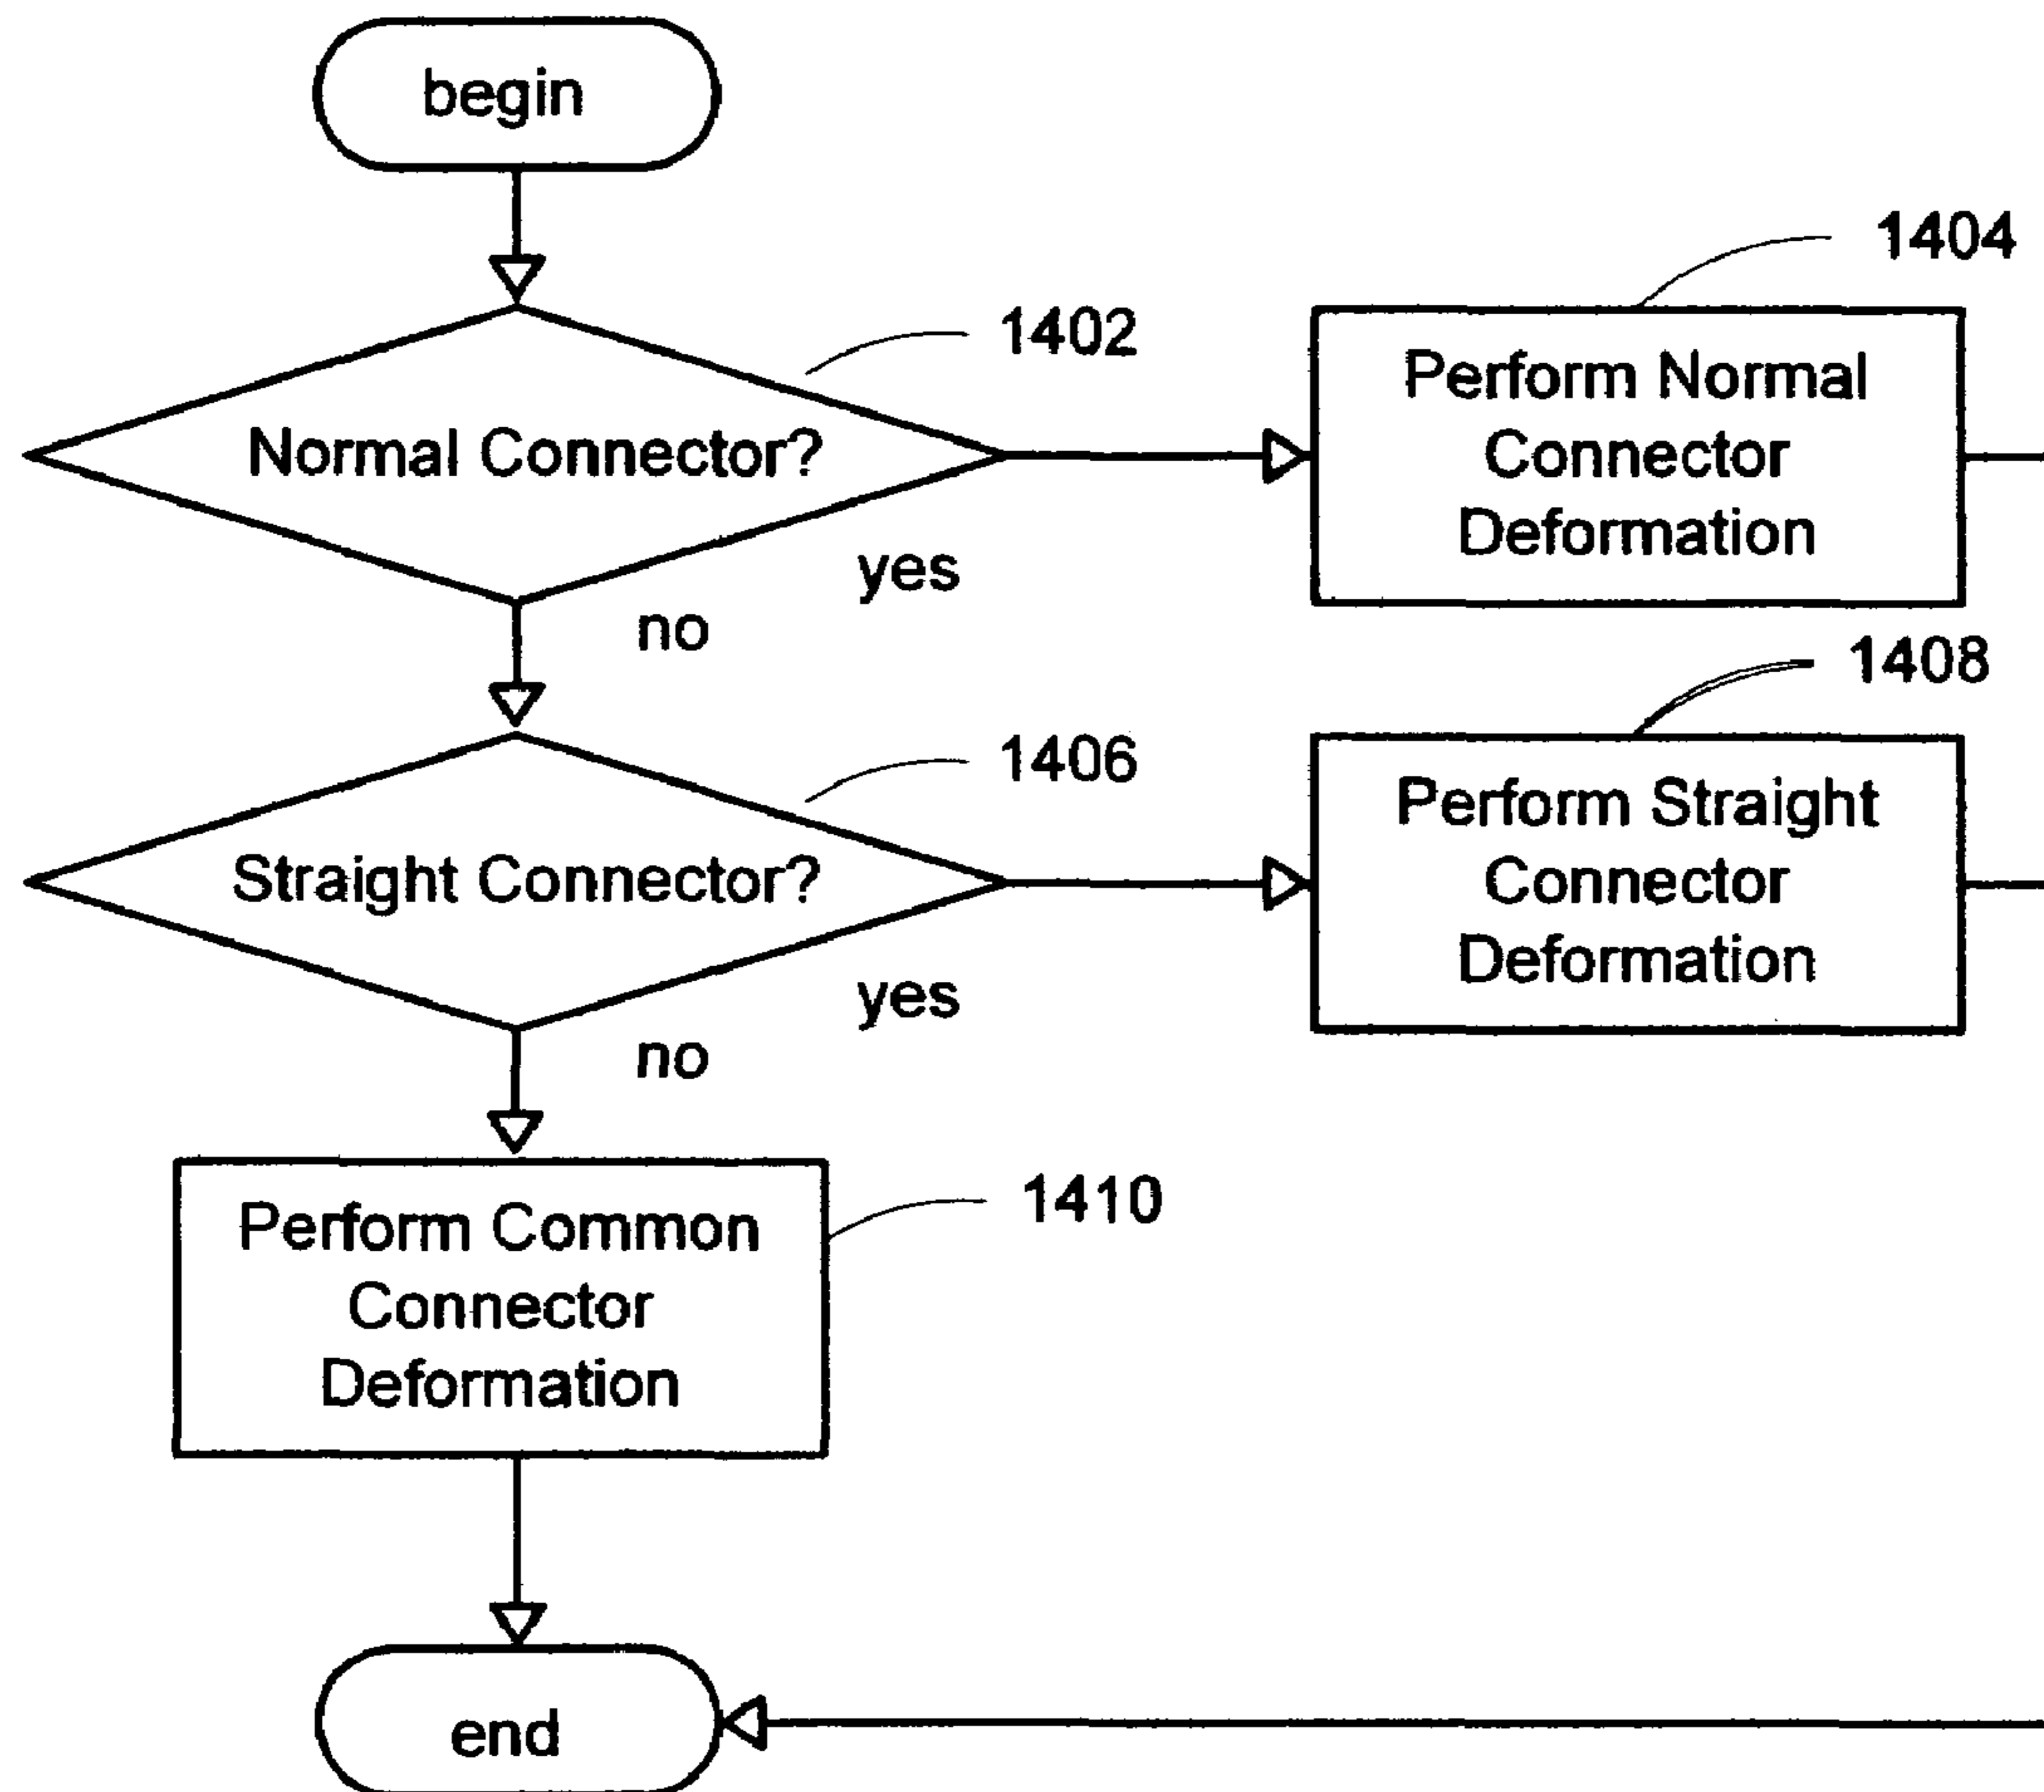 begin
1402
Normal Connector?
yes
no
1404
Perform Normal
Connector
Deformation
1406
Straight Connector?
yes
no
1408
Perform Straight
Connector
Deformation
1410
Perform Common
Connector
Deformation
end